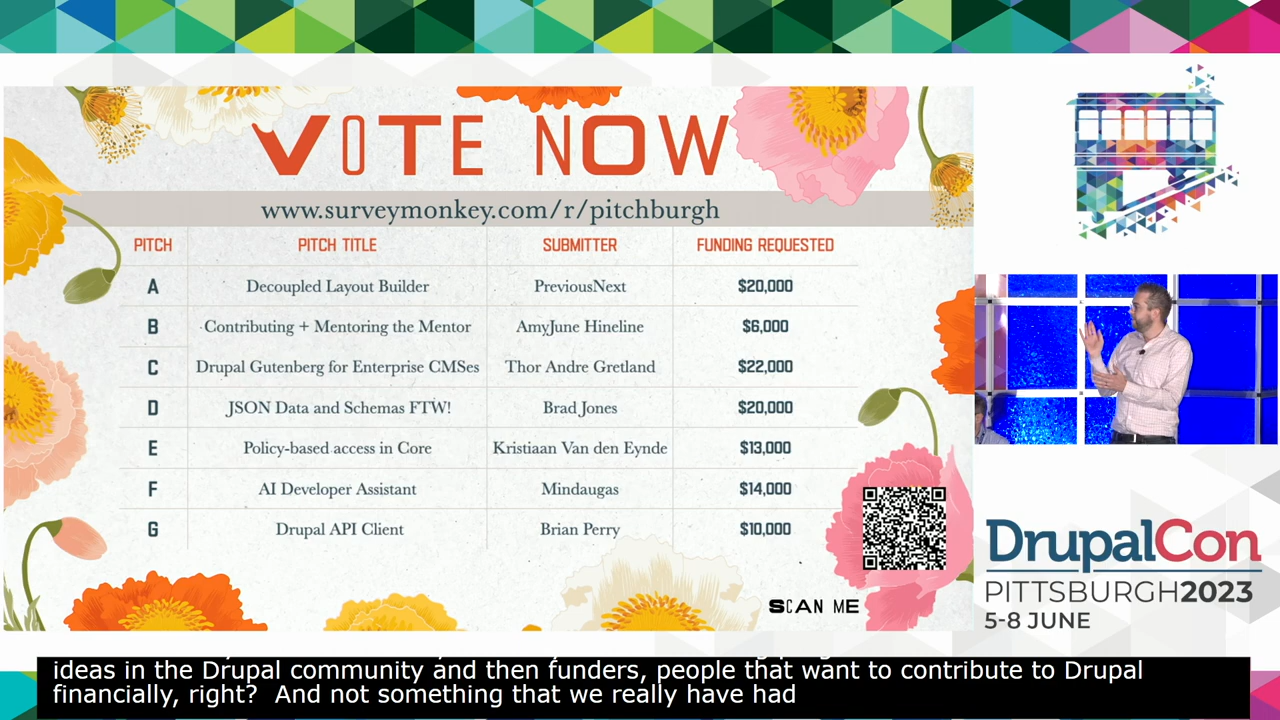 VOTE NOW
www.surveymonkey.com/r/pitchburgh
PITCH PITCH TITLE SUBMITTER FUNDING REQUESTED
A Decoupled Layout Builder PreviousNext $20,000
B Contributing + Mentoring the Mentor AmyJune Hineline $6,000
C Drupal Gutenberg for Enterprise CMSes Thor Andre Gretland $22,000
D JSON Data and Schemas FTW! Brad Jones $20,000
E Policy-based access in Core Kristiaan Van den Eynde $13,000
F AI Developer Assistant Mindaugas $14,000
G Drupal API Client Brian Perry $10,000
SCAN ME
DrupalCon
PITTSBURGH2023
5-8 JUNE
ideas in the Drupal community and then funders, people that want to contribute to Drupal
financially, right? And not something that we really have had